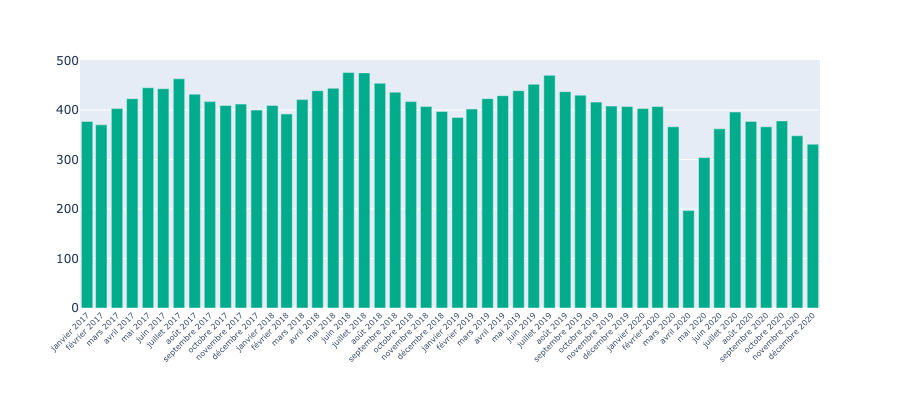 500
400
300
200
100
0
janvier 2017
février 2017
mars 2017
avril 2017
mai 2017
juin 2017
juillet 2017
août 2017
septembre 2017
octobre 2017
novembre 2017
décembre 2017
janvier 2018
février 2018
mars 2018
avril 2018
mai 2018
juin 2018
juillet 2018
août 2018
septembre 2018
octobre 2018
novembre 2018
décembre 2018
janvier 2019
février 2019
mars 2019
avril 2019
mai 2019
juin 2019
juillet 2019
août 2019
septembre 2019
octobre 2019
novembre 2019
décembre 2019
janvier 2020
février 2020
mars 2020
avril 2020
mai 2020
juin 2020
juillet 2020
août 2020
septembre 2020
octobre 2020
novembre 2020
décembre 2020